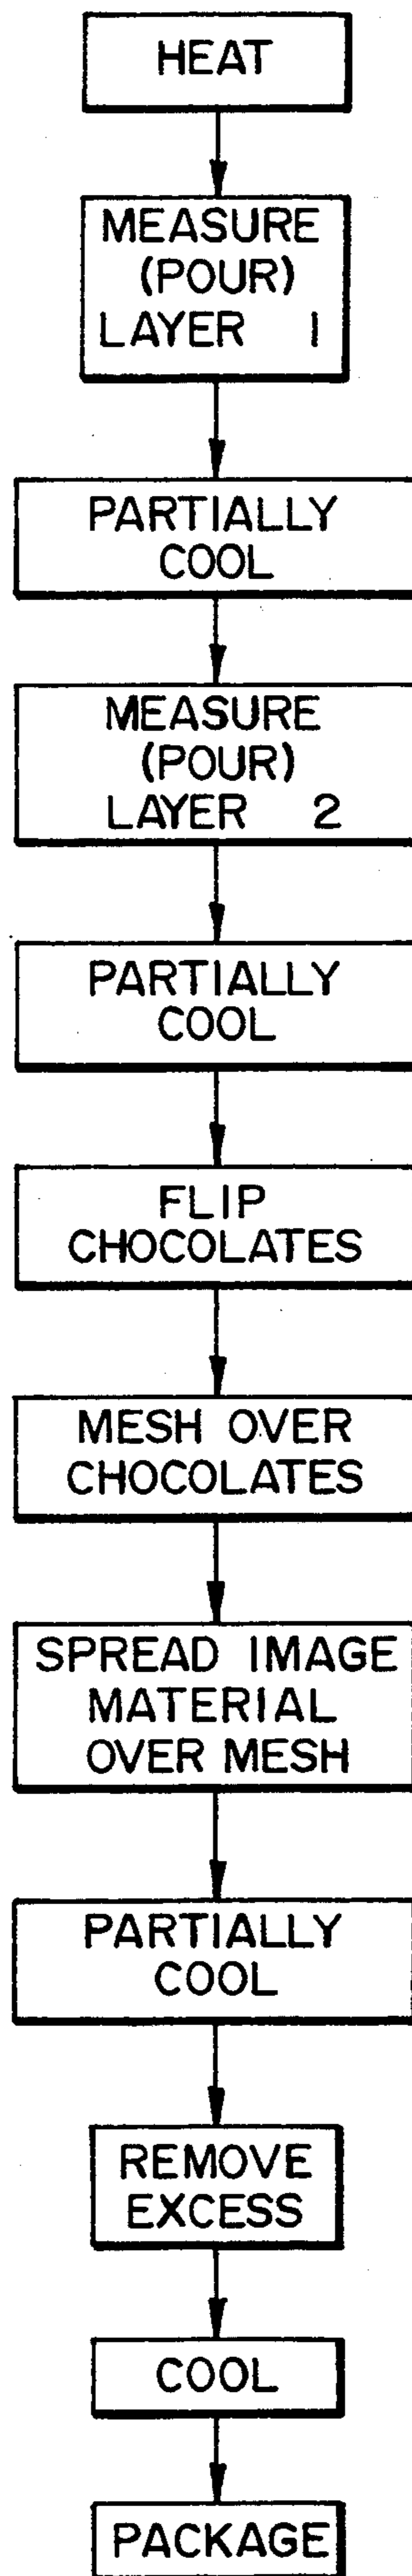 HEAT
MEASURE
(POUR)
LAYER 1
PARTIALLY
COOL
MEASURE
(POUR)
LAYER 2
PARTIALLY
COOL
FLIP
CHOCOLATES
MESH OVER
CHOCOLATES
SPREAD IMAGE
MATERIAL
OVER MESH
PARTIALLY
COOL
REMOVE
EXCESS
COOL
PACKAGE